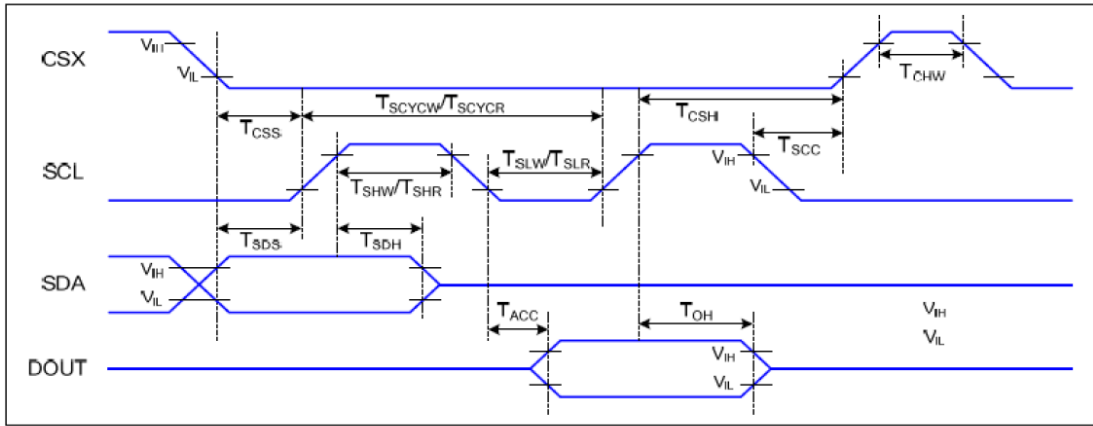 CSX
VIH
VIL
TCHW
TSCYCW/TSCYCR
TCSS
TCSH
TSCC
SCL
TSHW/TSHR
TSLW/TSLR
VIH
VIL
TSDS
TSDH
SDA
VIH
VIL
TACC
TOH
VIH
VIL
DOUT
VIH
VIL